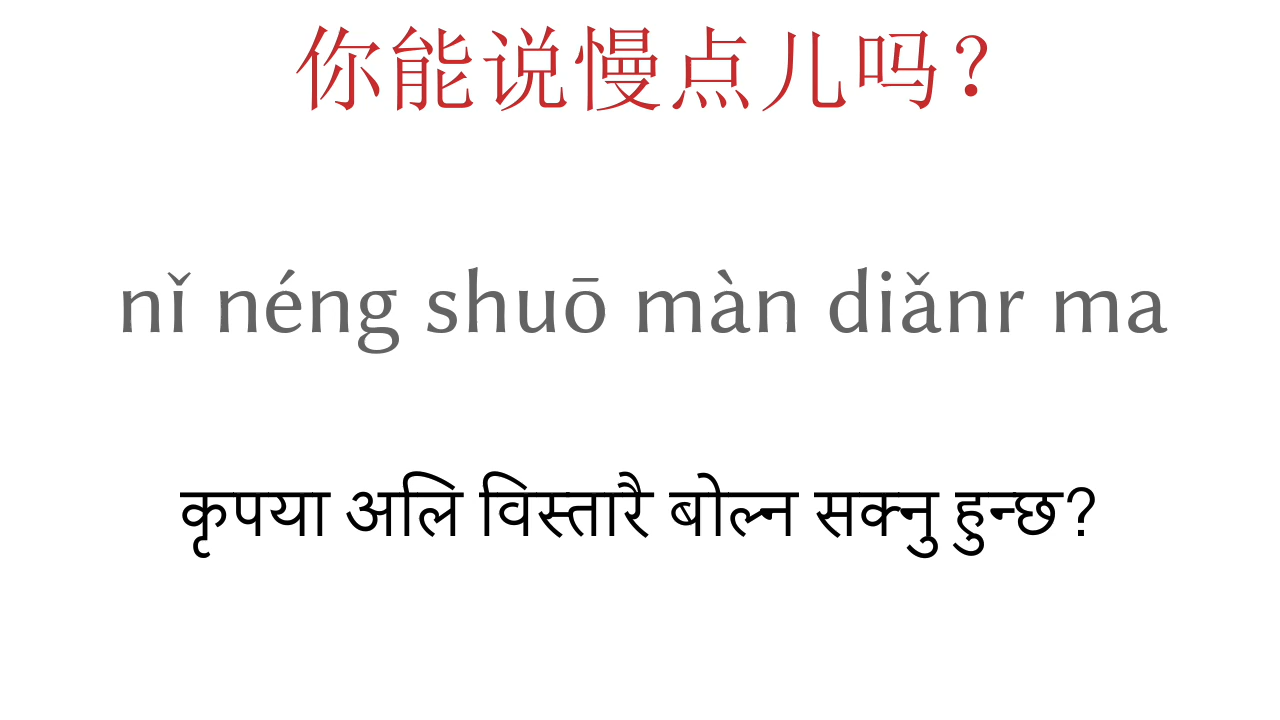 你能说慢点儿吗？
nǐ néng shuō màn diǎnr ma
कृपया अलि विस्तारै बोल्न सक्नु हुन्छ?